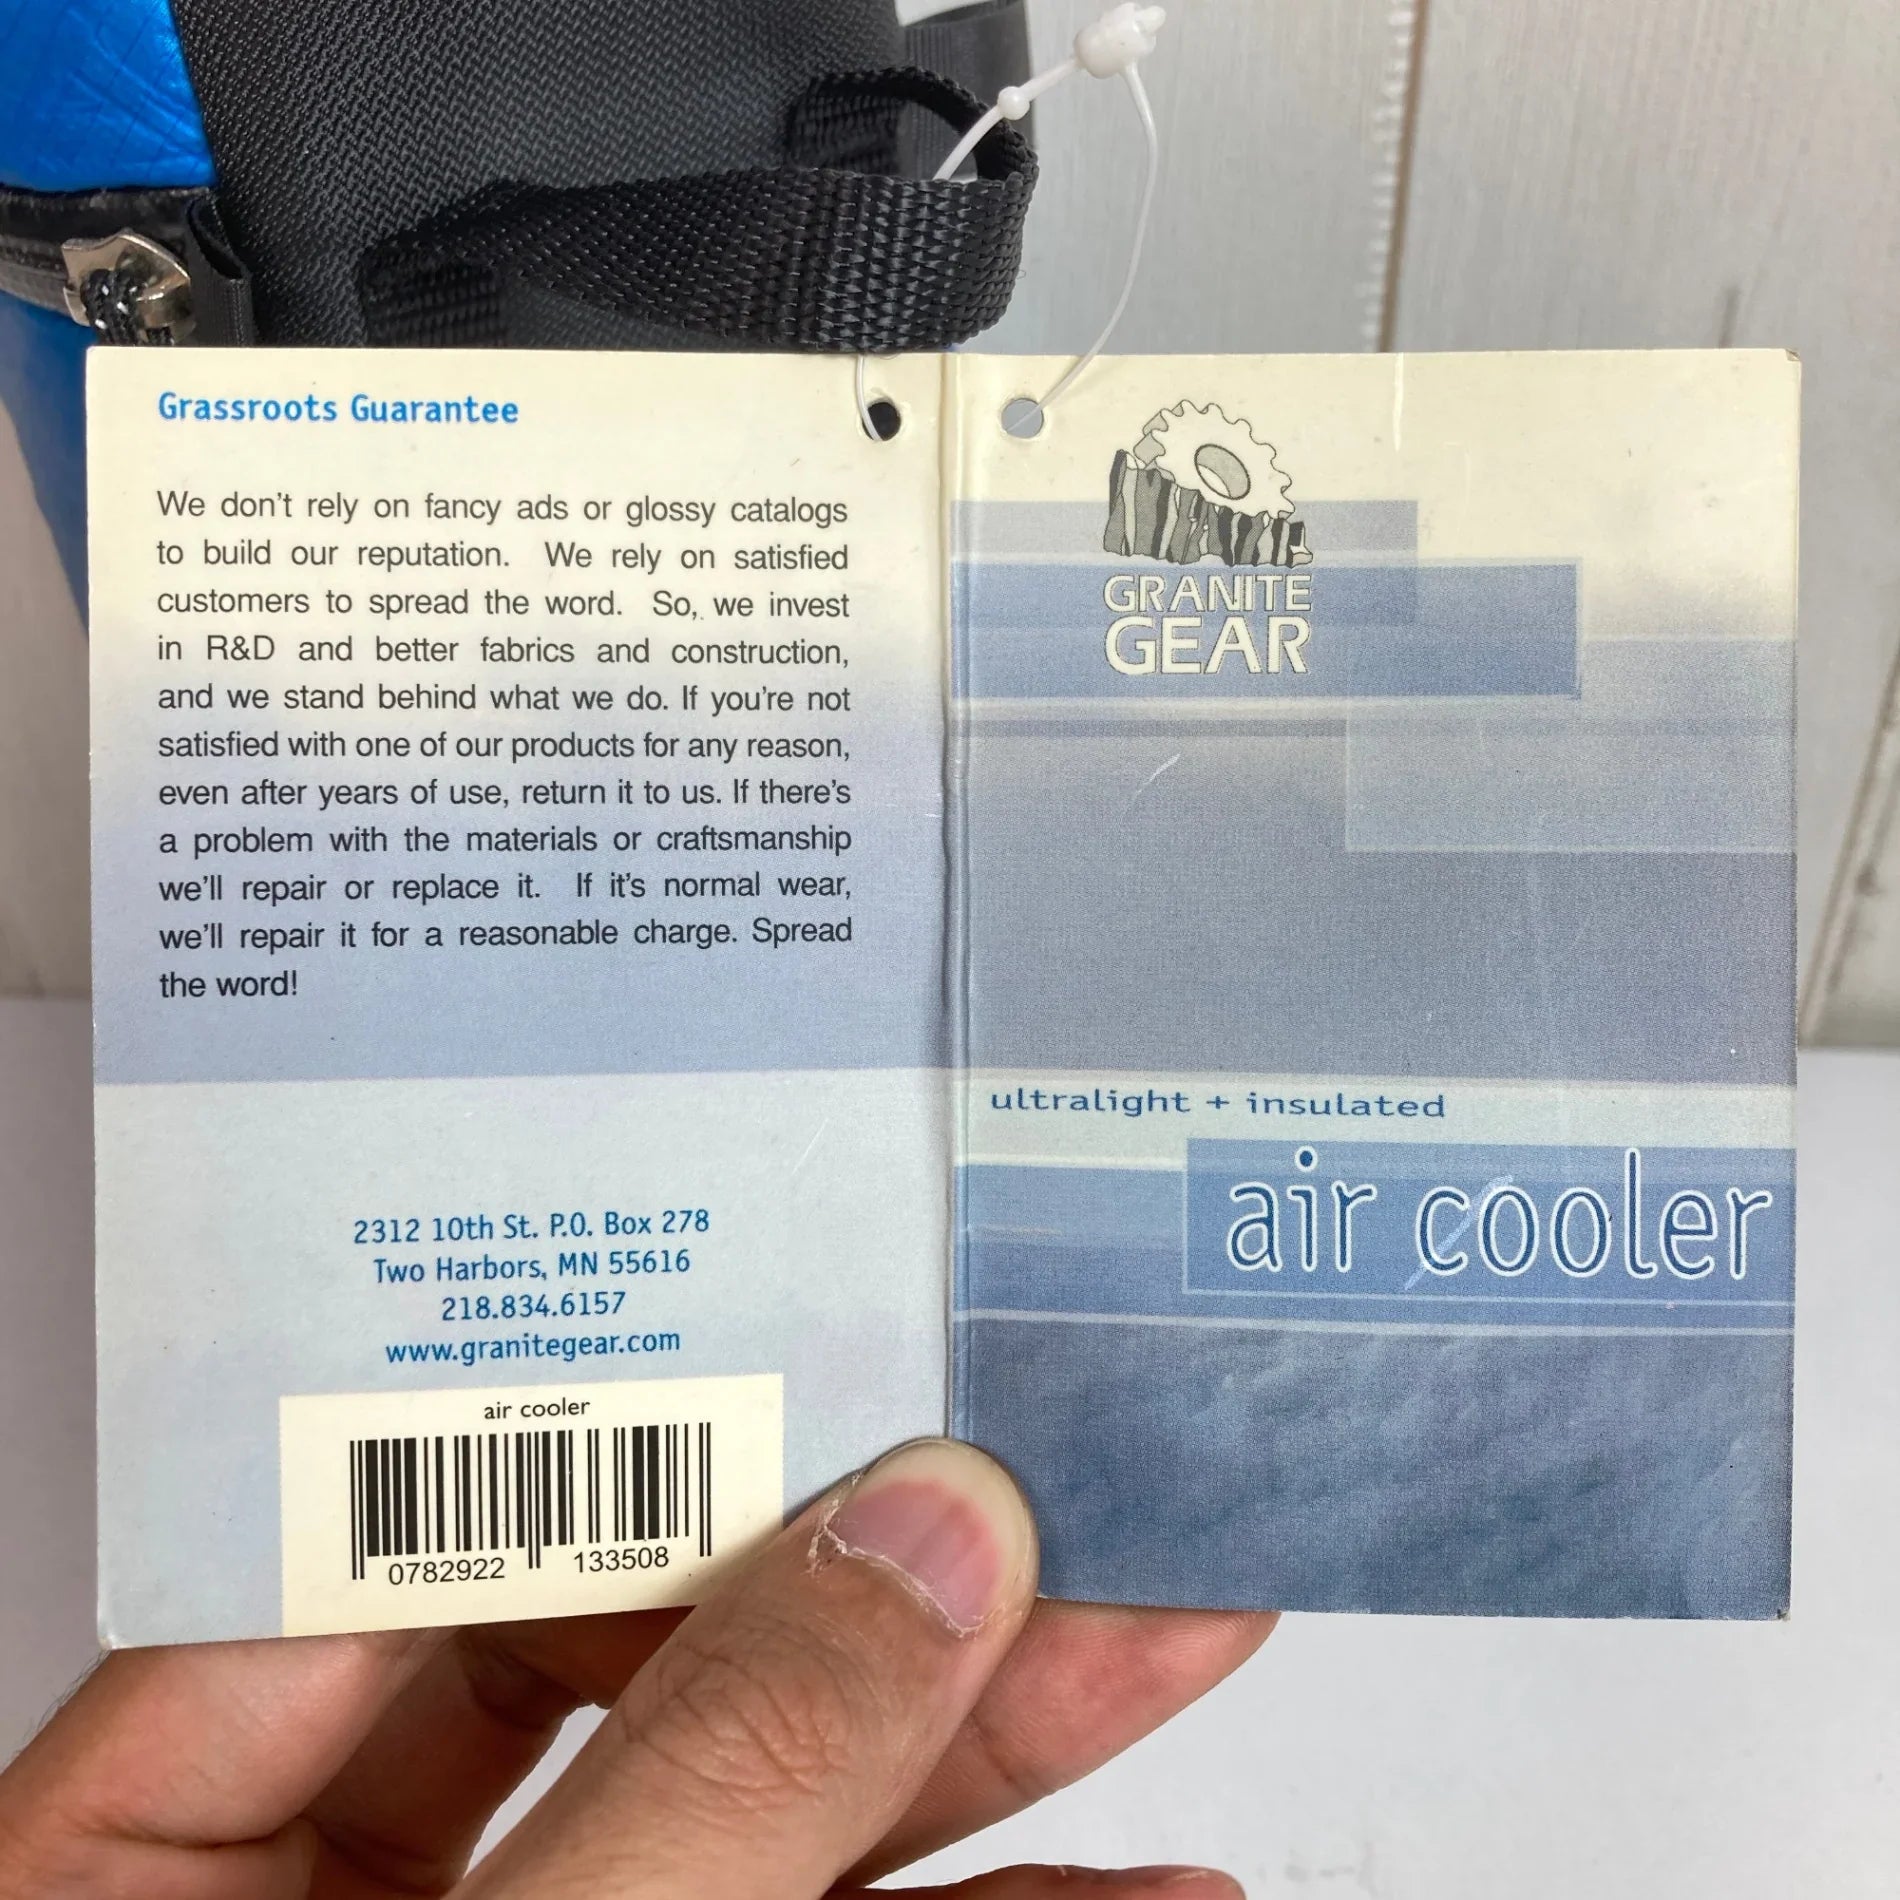 Grassroots Guarantee
We don't rely on fancy ads or glossy catalogs
to build our reputation. We rely on satisfied
customers to spread the word. So, we invest
in R&D and better fabrics and construction,
and we stand behind what we do. If you're not
satisfied with one of our products for any reason,
even after years of use, return it to us. If there's
a problem with the materials or craftsmanship
we'll repair or replace it. If it's normal wear,
we'll repair it for a reasonable charge. Spread
the word!
2312 10th St. P.O. Box 278
Two Harbors, MN 55616
218.834.6157
www.granitegear.com
air cooler
0782922 133508
GRANITE
GEAR
ultralight + insulated
air cooler